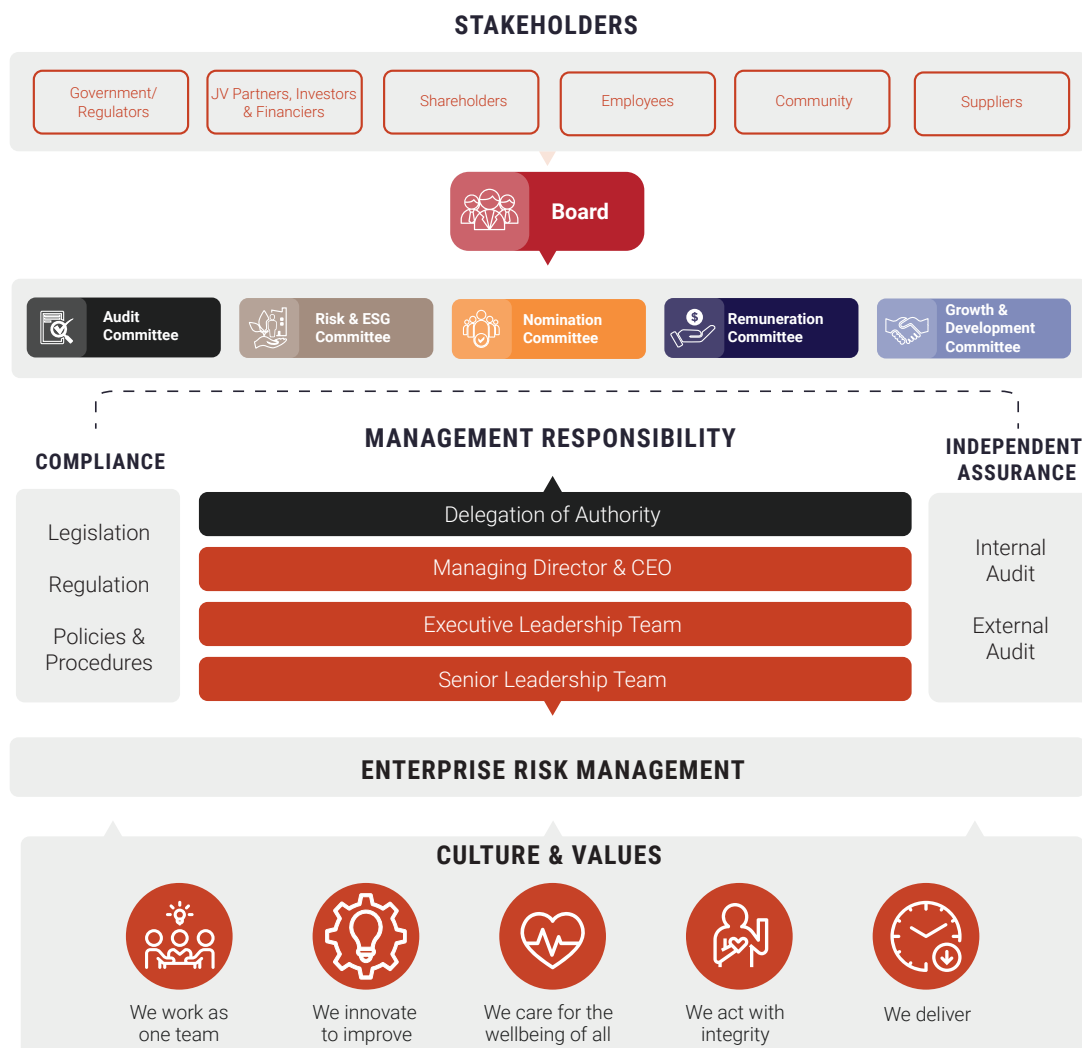 STAKEHOLDERS
Government/
Regulators
JV Partners, Investors
& Financiers
Shareholders
Employees
Community
Suppliers
Board
Audit
Committee
Risk & ESG
Committee
Nomination
Committee
Remuneration
Committee
Growth &
Development
Committee
MANAGEMENT RESPONSIBILITY
COMPLIANCE
Legislation
Regulation
Policies &
Procedures
Delegation of Authority
Managing Director & CEO
Executive Leadership Team
Senior Leadership Team
INDEPENDENT
ASSURANCE
Internal
Audit
External
Audit
ENTERPRISE RISK MANAGEMENT
CULTURE & VALUES
We work as
one team
We innovate
to improve
We care for the
wellbeing of all
We act with
integrity
We deliver